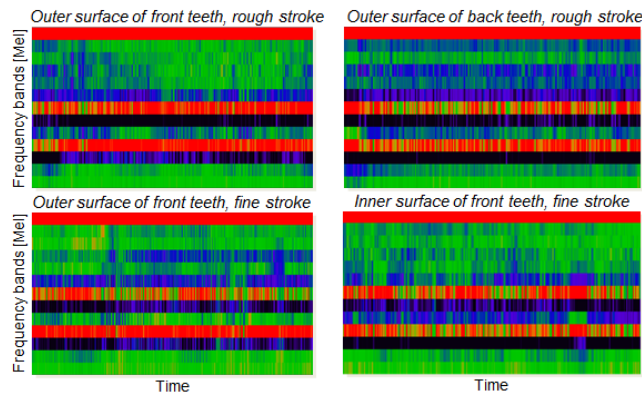 Outer surface of front teeth, rough stroke
Outer surface of back teeth, rough stroke
Frequency bands [Mel]
Outer surface of front teeth, fine stroke
Inner surface of front teeth, fine stroke
Frequency bands [Mel]
Time
Time